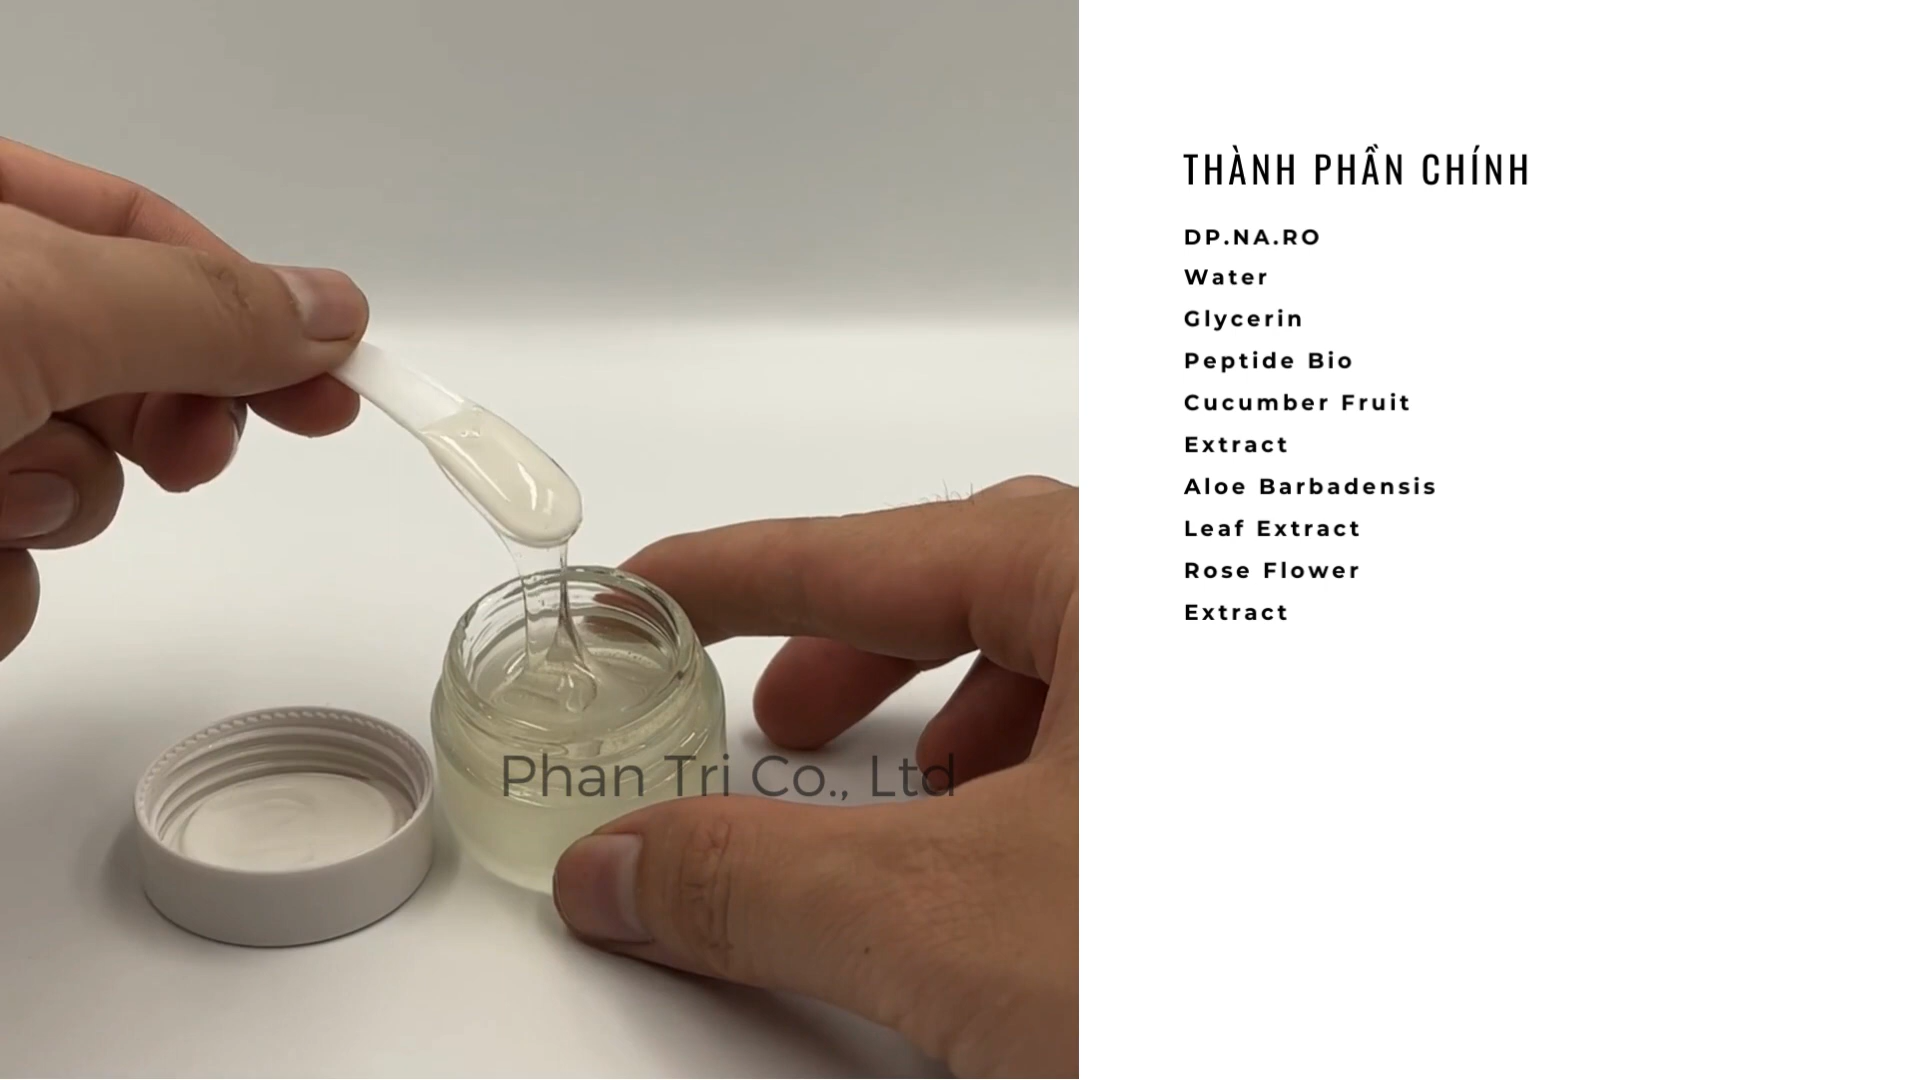 THÀNH PHẦN CHÍNH
DP.NA.RO
Water
Glycerin
Peptide Bio
Cucumber Fruit
Extract
Aloe Barbadensis
Leaf Extract
Rose Flower
Extract
Phan Tri Co., Ltd